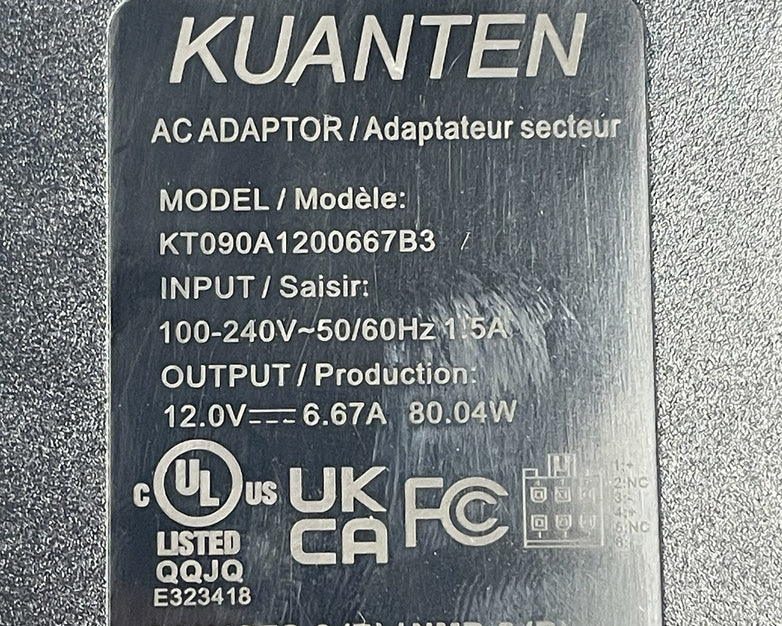 KUANTEN
AC ADAPTOR / Adaptateur secteur
MODEL / Modèle:
KT090A1200667B3
INPUT / Saisir:
100-240V~50/60Hz 1.5A
OUTPUT / Production:
12.0V⎓6.67A 80.04W
C UL US
LISTED
QQJQ
E323418
UK
CA
FC
1:+
2:NC
3:-
4:+
5:NC
6:-